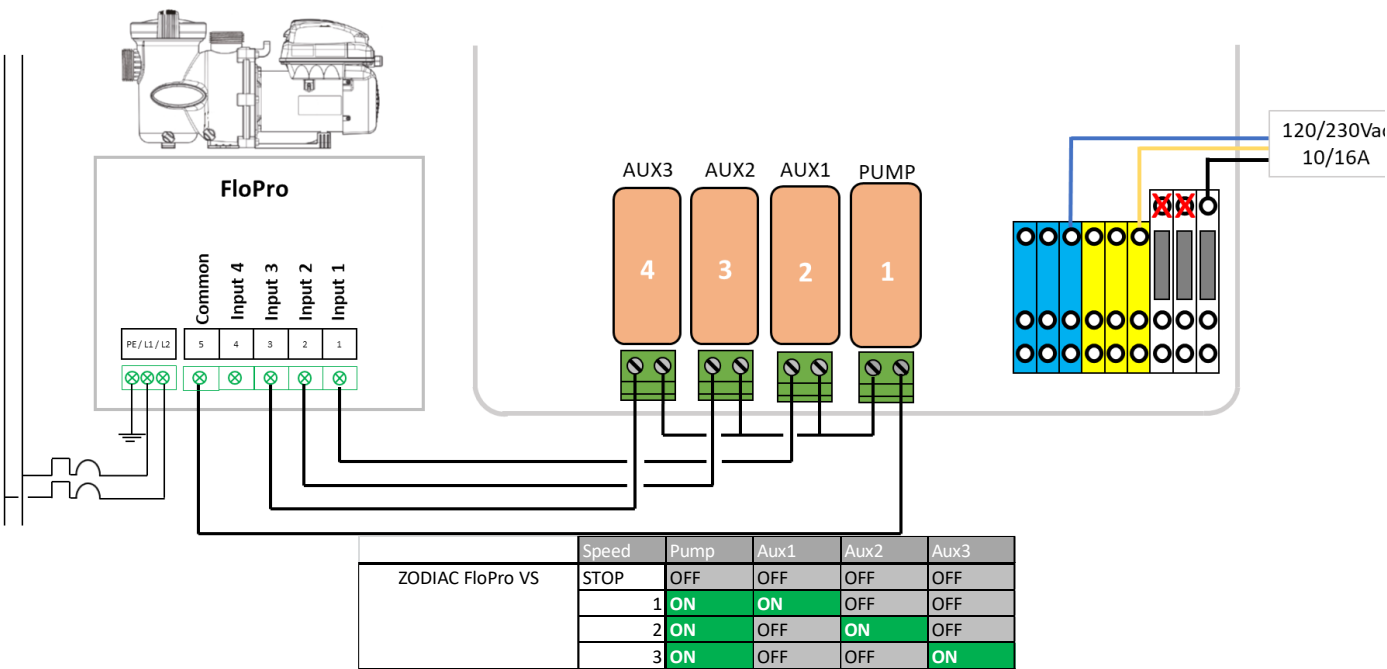 120/230Vac
10/16A
AUX3 AUX2 AUX1 PUMP
FloPro
4 3 2 1
Common Input 4 Input 3 Input 2 Input 1
PE / L1 / L2 5 4 3 2 1
Speed Pump Aux1 Aux2 Aux3
ZODIAC FloPro VS STOP OFF OFF OFF OFF
1 ON ON OFF OFF
2 ON OFF ON OFF
3 ON OFF OFF ON